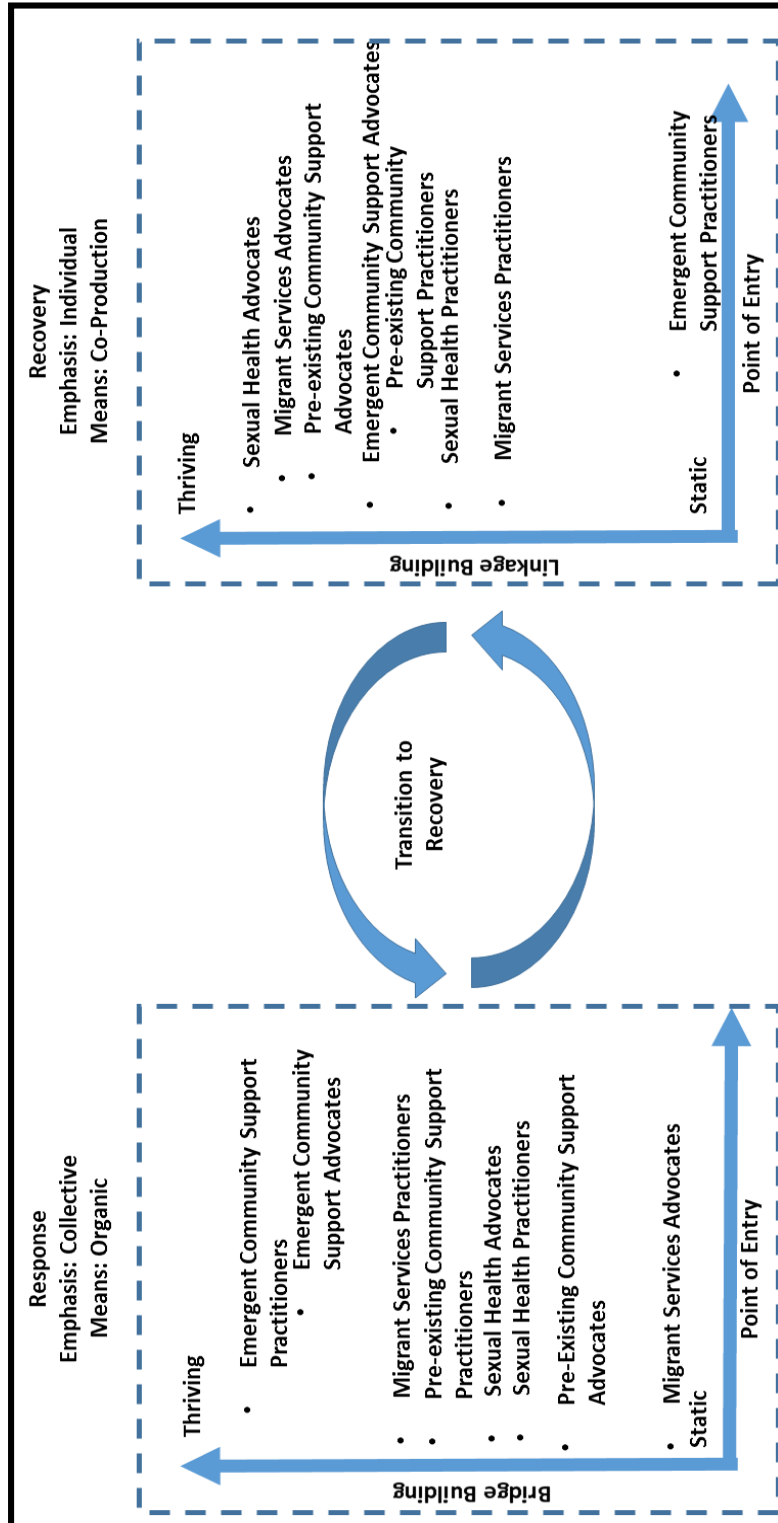 Response
Emphasis: Collective
Means: Organic
Thriving
• Emergent Community Support
Practitioners
• Emergent Community
Support Advocates
• Migrant Services Practitioners
• Pre-existing Community Support
Practitioners
• Sexual Health Advocates
• Sexual Health Practitioners
• Pre-Existing Community Support
Advocates
• Migrant Services Advocates
Static
Bridge Building
Point of Entry
Transition to
Recovery
Recovery
Emphasis: Individual
Means: Co-Production
Thriving
• Sexual Health Advocates
• Migrant Services Advocates
• Pre-existing Community Support
Advocates
• Emergent Community Support Advocates
• Pre-existing Community
Support Practitioners
• Sexual Health Practitioners
• Migrant Services Practitioners
• Emergent Community
Support Practitioners
Static
Linkage Building
Point of Entry